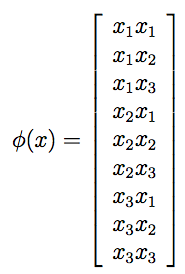 x₁x₁
x₁x₂
x₁x₃
x₂x₁
ϕ(x) = x₂x₂
x₂x₃
x₃x₁
x₃x₂
x₃x₃